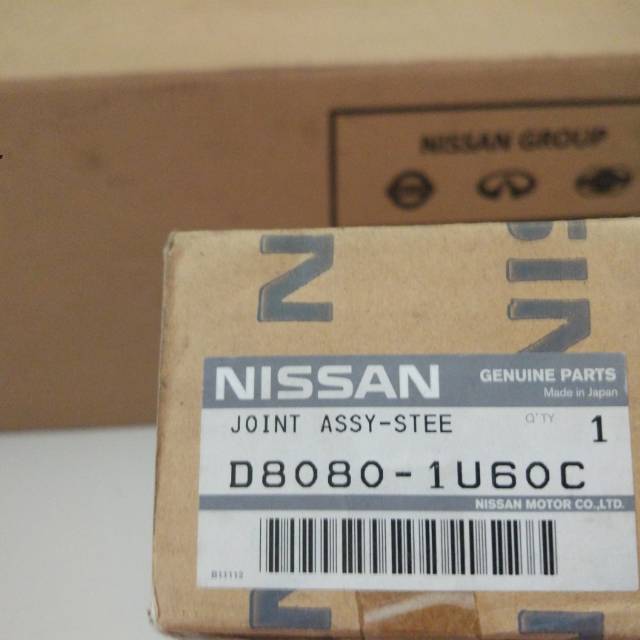 NISSAN GROUP
N
SIN
NISSAN
GENUINE PARTS
Made in Japan
JOINT ASSY-STEE
Q'TY
1
D8080-1U60C
NISSAN MOTOR CO.,LTD.